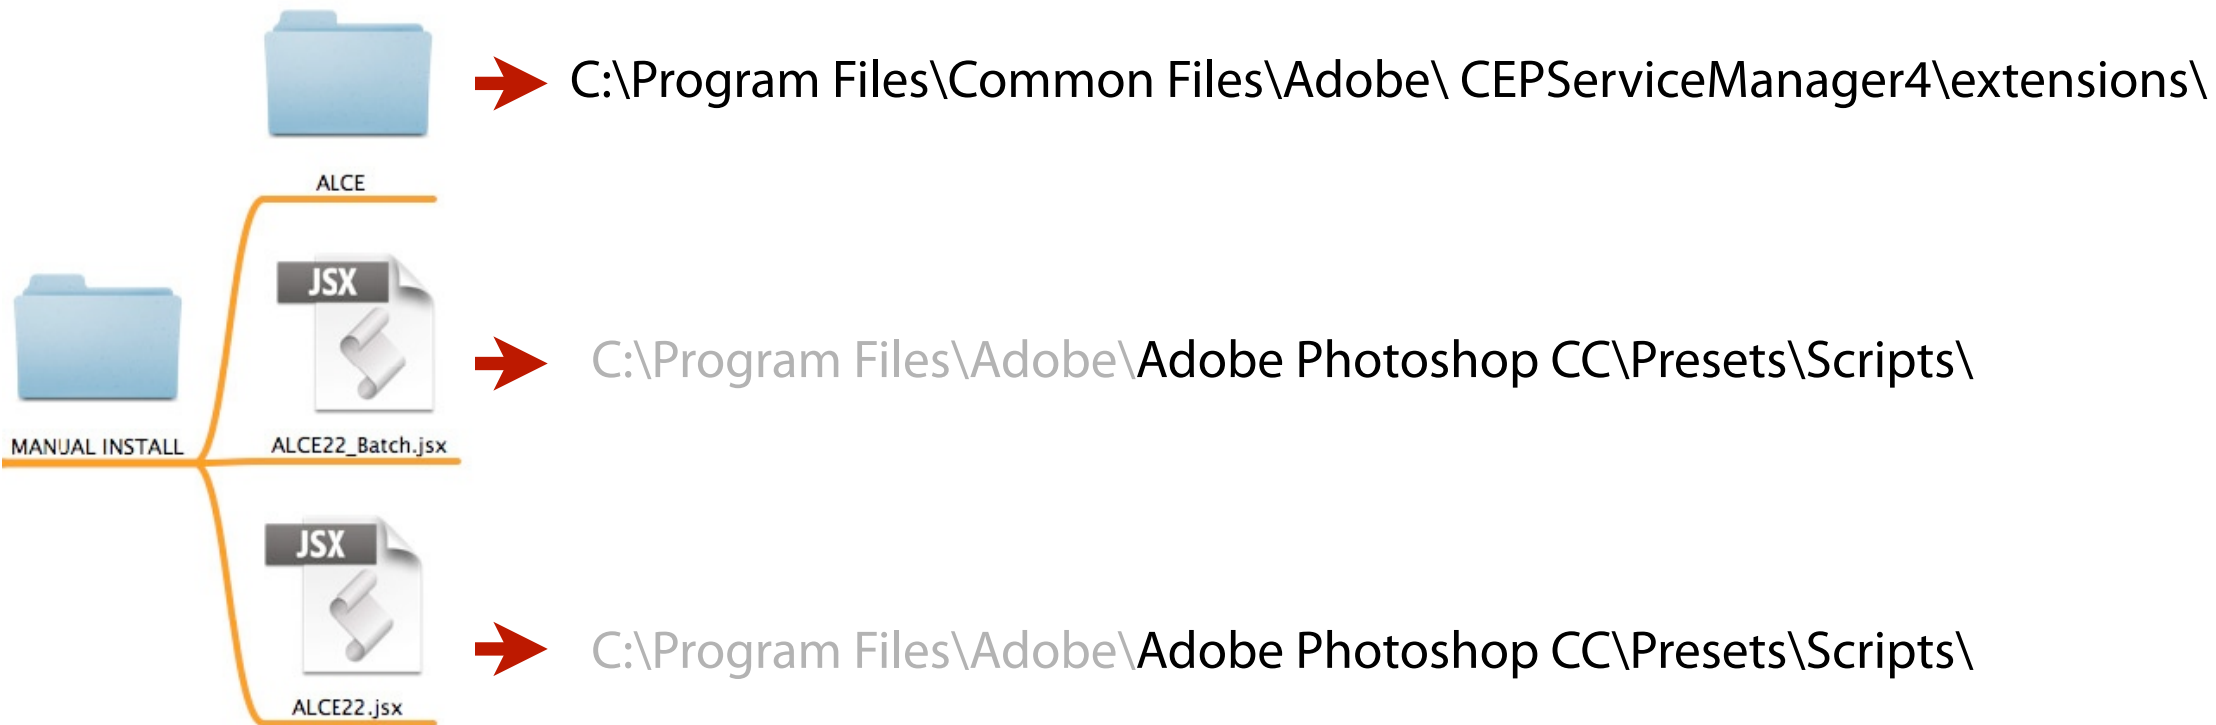 C:\Program Files\Common Files\Adobe\ CEPServiceManager4\extensions\
ALCE
JSX
C:\Program Files\Adobe\Adobe Photoshop CC\Presets\Scripts\
MANUAL INSTALL
ALCE22_Batch.jsx
JSX
C:\Program Files\Adobe\Adobe Photoshop CC\Presets\Scripts\
ALCE22.jsx